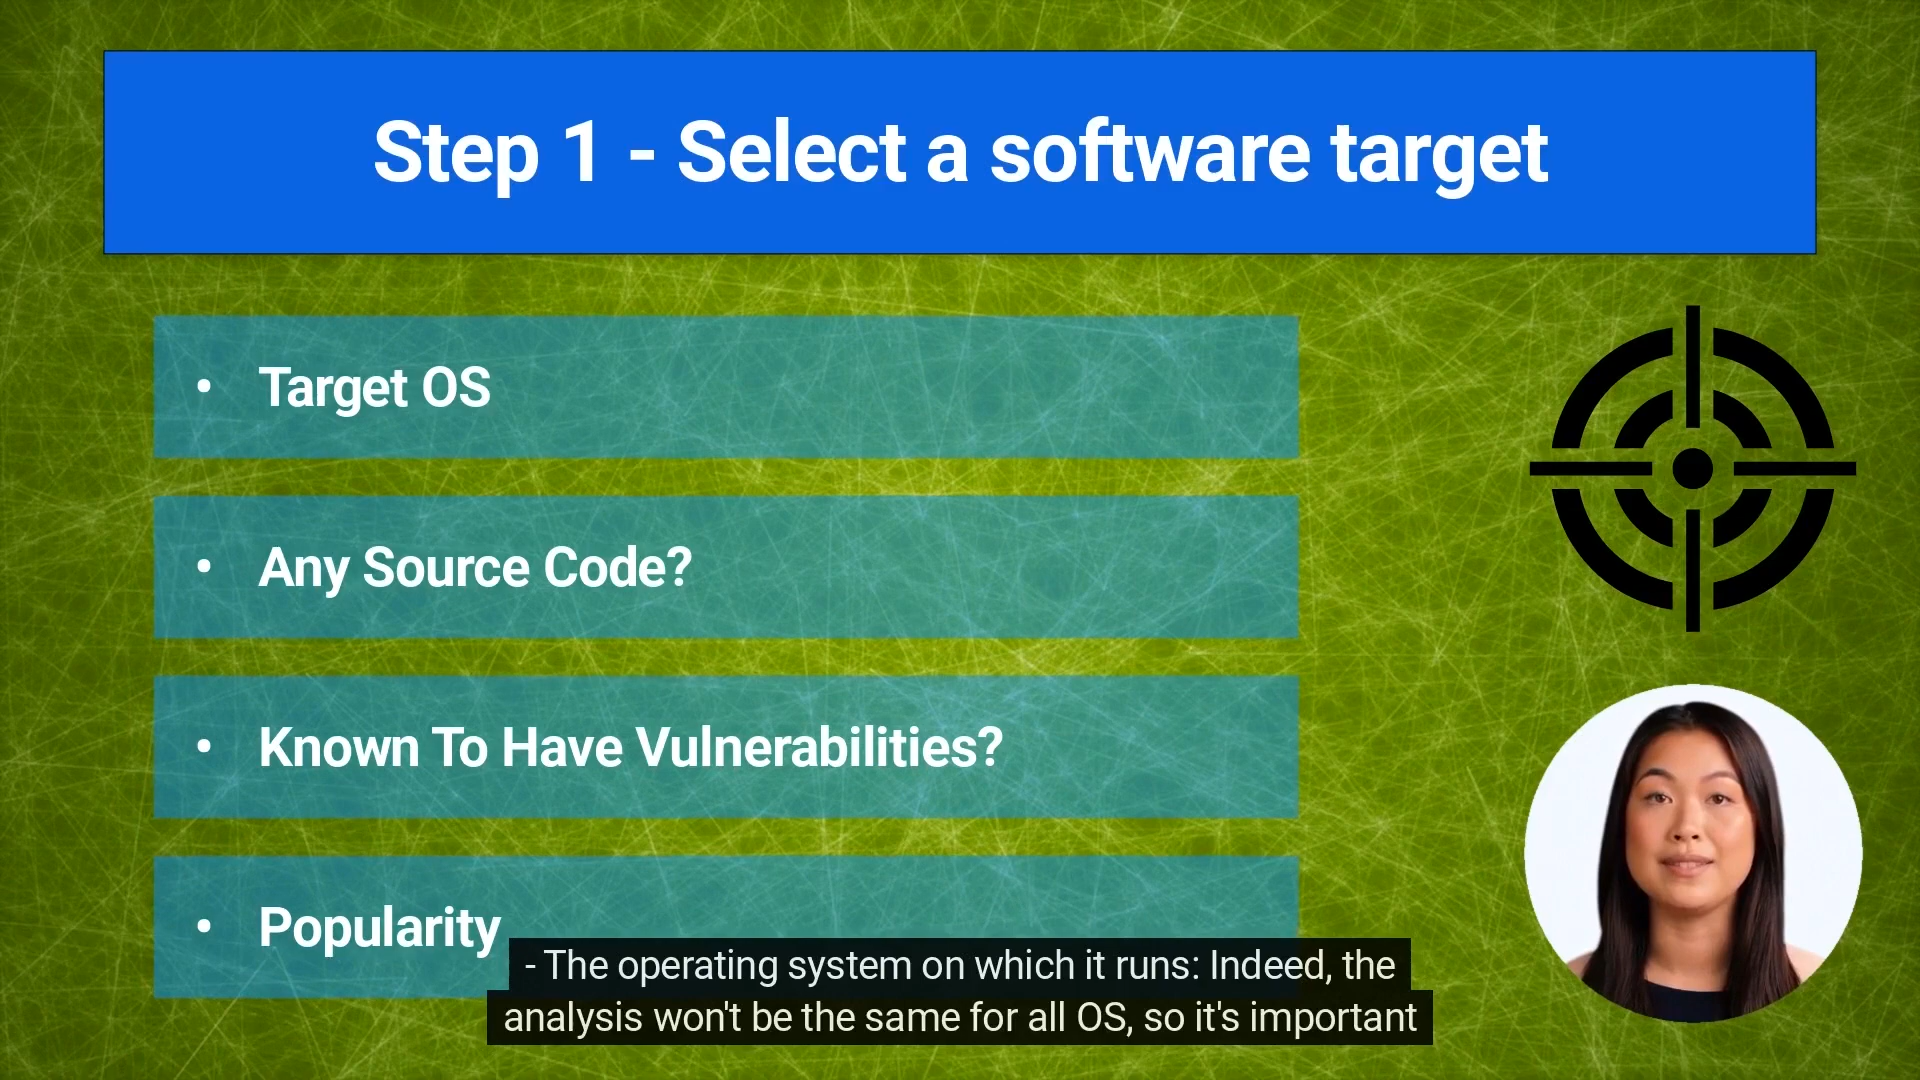 Step 1 - Select a software target
• Target OS
• Any Source Code?
• Known To Have Vulnerabilities?
• Popularity
- The operating system on which it runs: Indeed, the
analysis won't be the same for all OS, so it's important